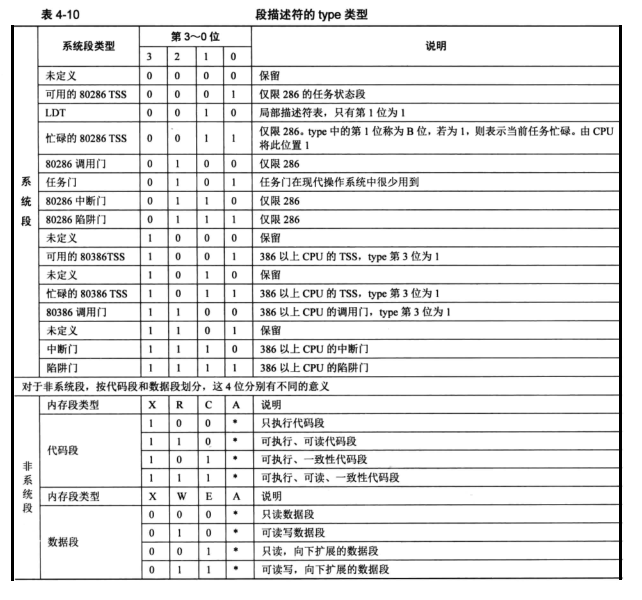 表 4-10 段描述符的 type 类型
系统段类型 第 3～0 位 说明
3 2 1 0
系统段
未定义 0 0 0 0 保留
可用的 80286 TSS 0 0 0 1 仅限 286 的任务状态段
LDT 0 0 1 0 局部描述符表，只有第 1 位为 1
忙碌的 80286 TSS 0 0 1 1 仅限 286。type 中的第 1 位称为 B 位，若为 1，则表示当前任务忙碌。由 CPU
将此位置 1
80286 调用门 0 1 0 0 仅限 286
任务门 0 1 0 1 任务门在现代操作系统中很少用到
80286 中断门 0 1 1 0 仅限 286
80286 陷阱门 0 1 1 1 仅限 286
未定义 1 0 0 0 保留
可用的 80386TSS 1 0 0 1 386 以上 CPU 的 TSS，type 第 3 位为 1
未定义 1 0 1 0 保留
忙碌的 80386 TSS 1 0 1 1 386 以上 CPU 的 TSS，type 第 3 位为 1
80386 调用门 1 1 0 0 386 以上 CPU 的调用门，type 第 3 位为 1
未定义 1 1 0 1 保留
中断门 1 1 1 0 386 以上 CPU 的中断门
陷阱门 1 1 1 1 386 以上 CPU 的陷阱门
对于非系统段，按代码段和数据段划分，这 4 位分别有不同的意义
非系统段
内存段类型 X R C A 说明
代码段
1 0 0 * 只执行代码段
1 1 0 * 可执行、可读代码段
1 0 1 * 可执行、一致性代码段
1 1 1 * 可执行、可读、一致性代码段
内存段类型 X W E A 说明
数据段
0 0 0 * 只读数据段
0 1 0 * 可读写数据段
0 0 1 * 只读，向下扩展的数据段
0 1 1 * 可读写，向下扩展的数据段